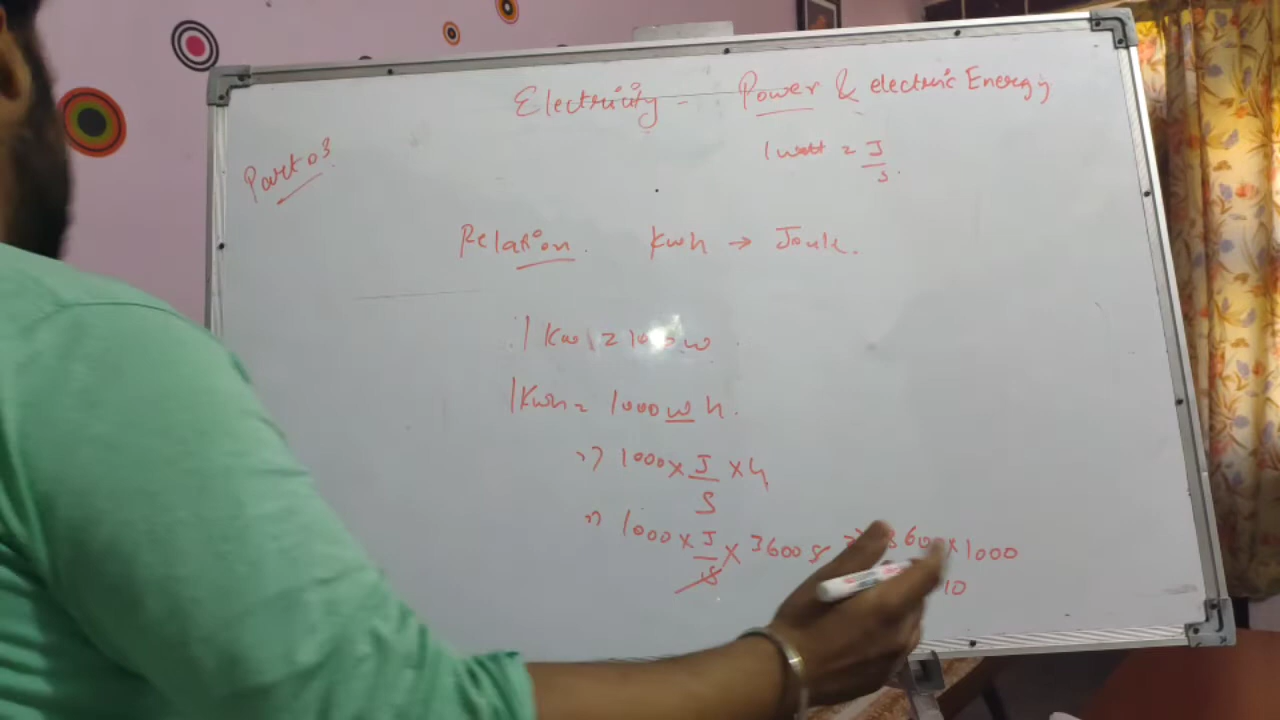 Electricity - Power & electric Energy
1 watt = J/s.
Part 03
Relation. Kwh → Joule.
1 Kw = 1000 w
1 Kwh = 1000 w h.
⇒ 1000 × J/S × h
⇒ 1000 × J/s × 3600 s ⇒ 3600 × 1000
10